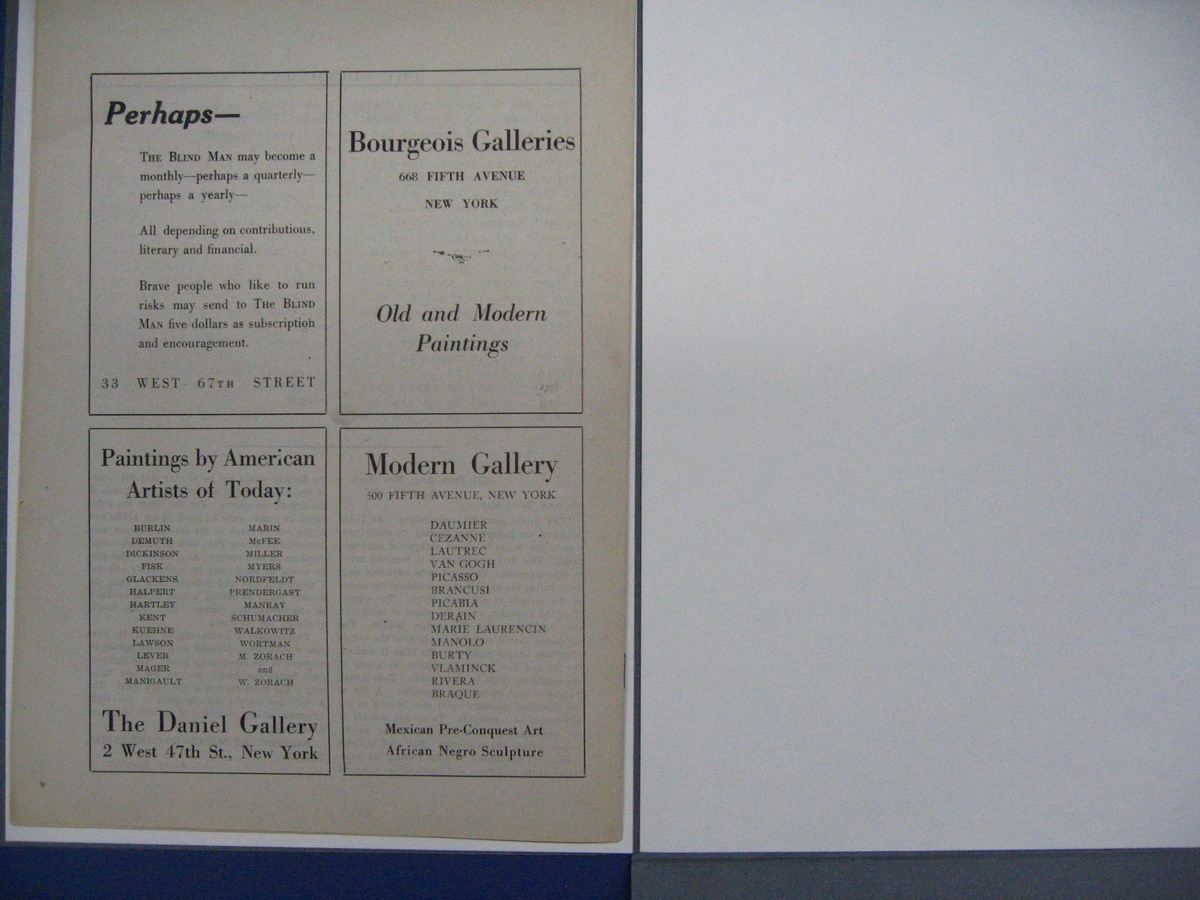 Perhaps—
THE BLIND MAN may become a
monthly—perhaps a quarterly—
perhaps a yearly—
All depending on contributions,
literary and financial.
Brave people who like to run
risks may send to THE BLIND
MAN five dollars as subscription
and encouragement.
33 WEST 67TH STREET
Bourgeois Galleries
668 FIFTH AVENUE
NEW YORK
Old and Modern
Paintings
Paintings by American
Artists of Today:
BURLIN
DEMUTH
DICKINSON
FISK
GLACKENS
HALPERT
HARTLEY
KENT
KUEHNE
LAWSON
LEVER
MAGER
MANIGAULT
MARIN
McFEE
MILLER
MYERS
NORDFELDT
PRENDERGAST
MANRAY
SCHUMACHER
WALKOWITZ
WORTMAN
M. ZORACH
and
W. ZORACH
The Daniel Gallery
2 West 47th St., New York
Modern Gallery
500 FIFTH AVENUE, NEW YORK
DAUMIER
CEZANNE
LAUTREC
VAN GOGH
PICASSO
BRANCUSI
PICABIA
DERAIN
MARIE LAURENCIN
MANOLO
BURTY
VLAMINCK
RIVERA
BRAQUE
Mexican Pre-Conquest Art
African Negro Sculpture